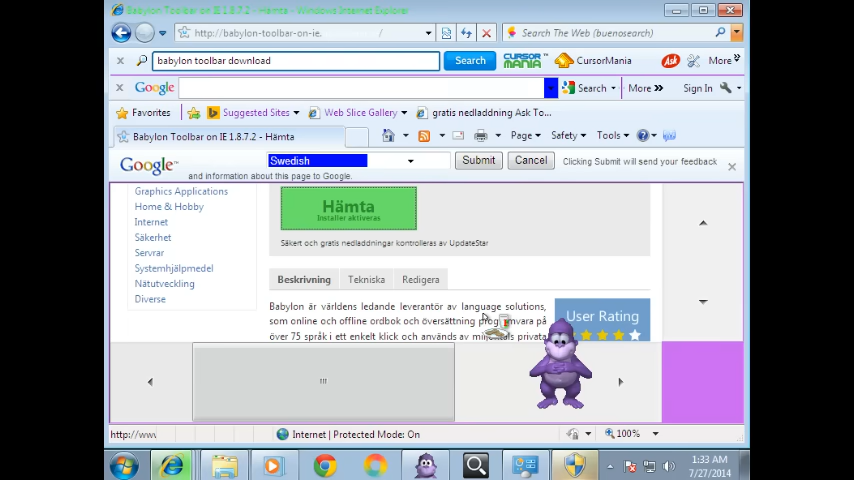 Babylon Toolbar on IE 1.8.7.2 - Hämta - Windows Internet Explorer
http://babylon-toolbar-on-ie. /
Search The Web (buenosearch)
babylon toolbar download
Search
CURSOR MANIA
CursorMania
Ask
More
Google
Search
More »
Sign In
Favorites
Suggested Sites
Web Slice Gallery
gratis nedladdning Ask To...
Babylon Toolbar on IE 1.8.7.2 - Hämta
Page
Safety
Tools
Google
Swedish
Submit
Cancel
Clicking Submit will send your feedback
and information about this page to Google.
Graphics Applications
Home & Hobby
Internet
Säkerhet
Servrar
Systemhjälpmedel
Nätutveckling
Diverse
Hämta
Installer aktiveras
Säkert och gratis nedladdningar kontrolleras av UpdateStar
Beskrivning
Tekniska
Redigera
Babylon är världens ledande leverantör av language solutions,
som online och offline ordbok och översättning programvara på
över 75 språk i ett enkelt klick och används av miljontals privata
User Rating
http://www
Internet | Protected Mode: On
100%
1:33 AM
7/27/2014